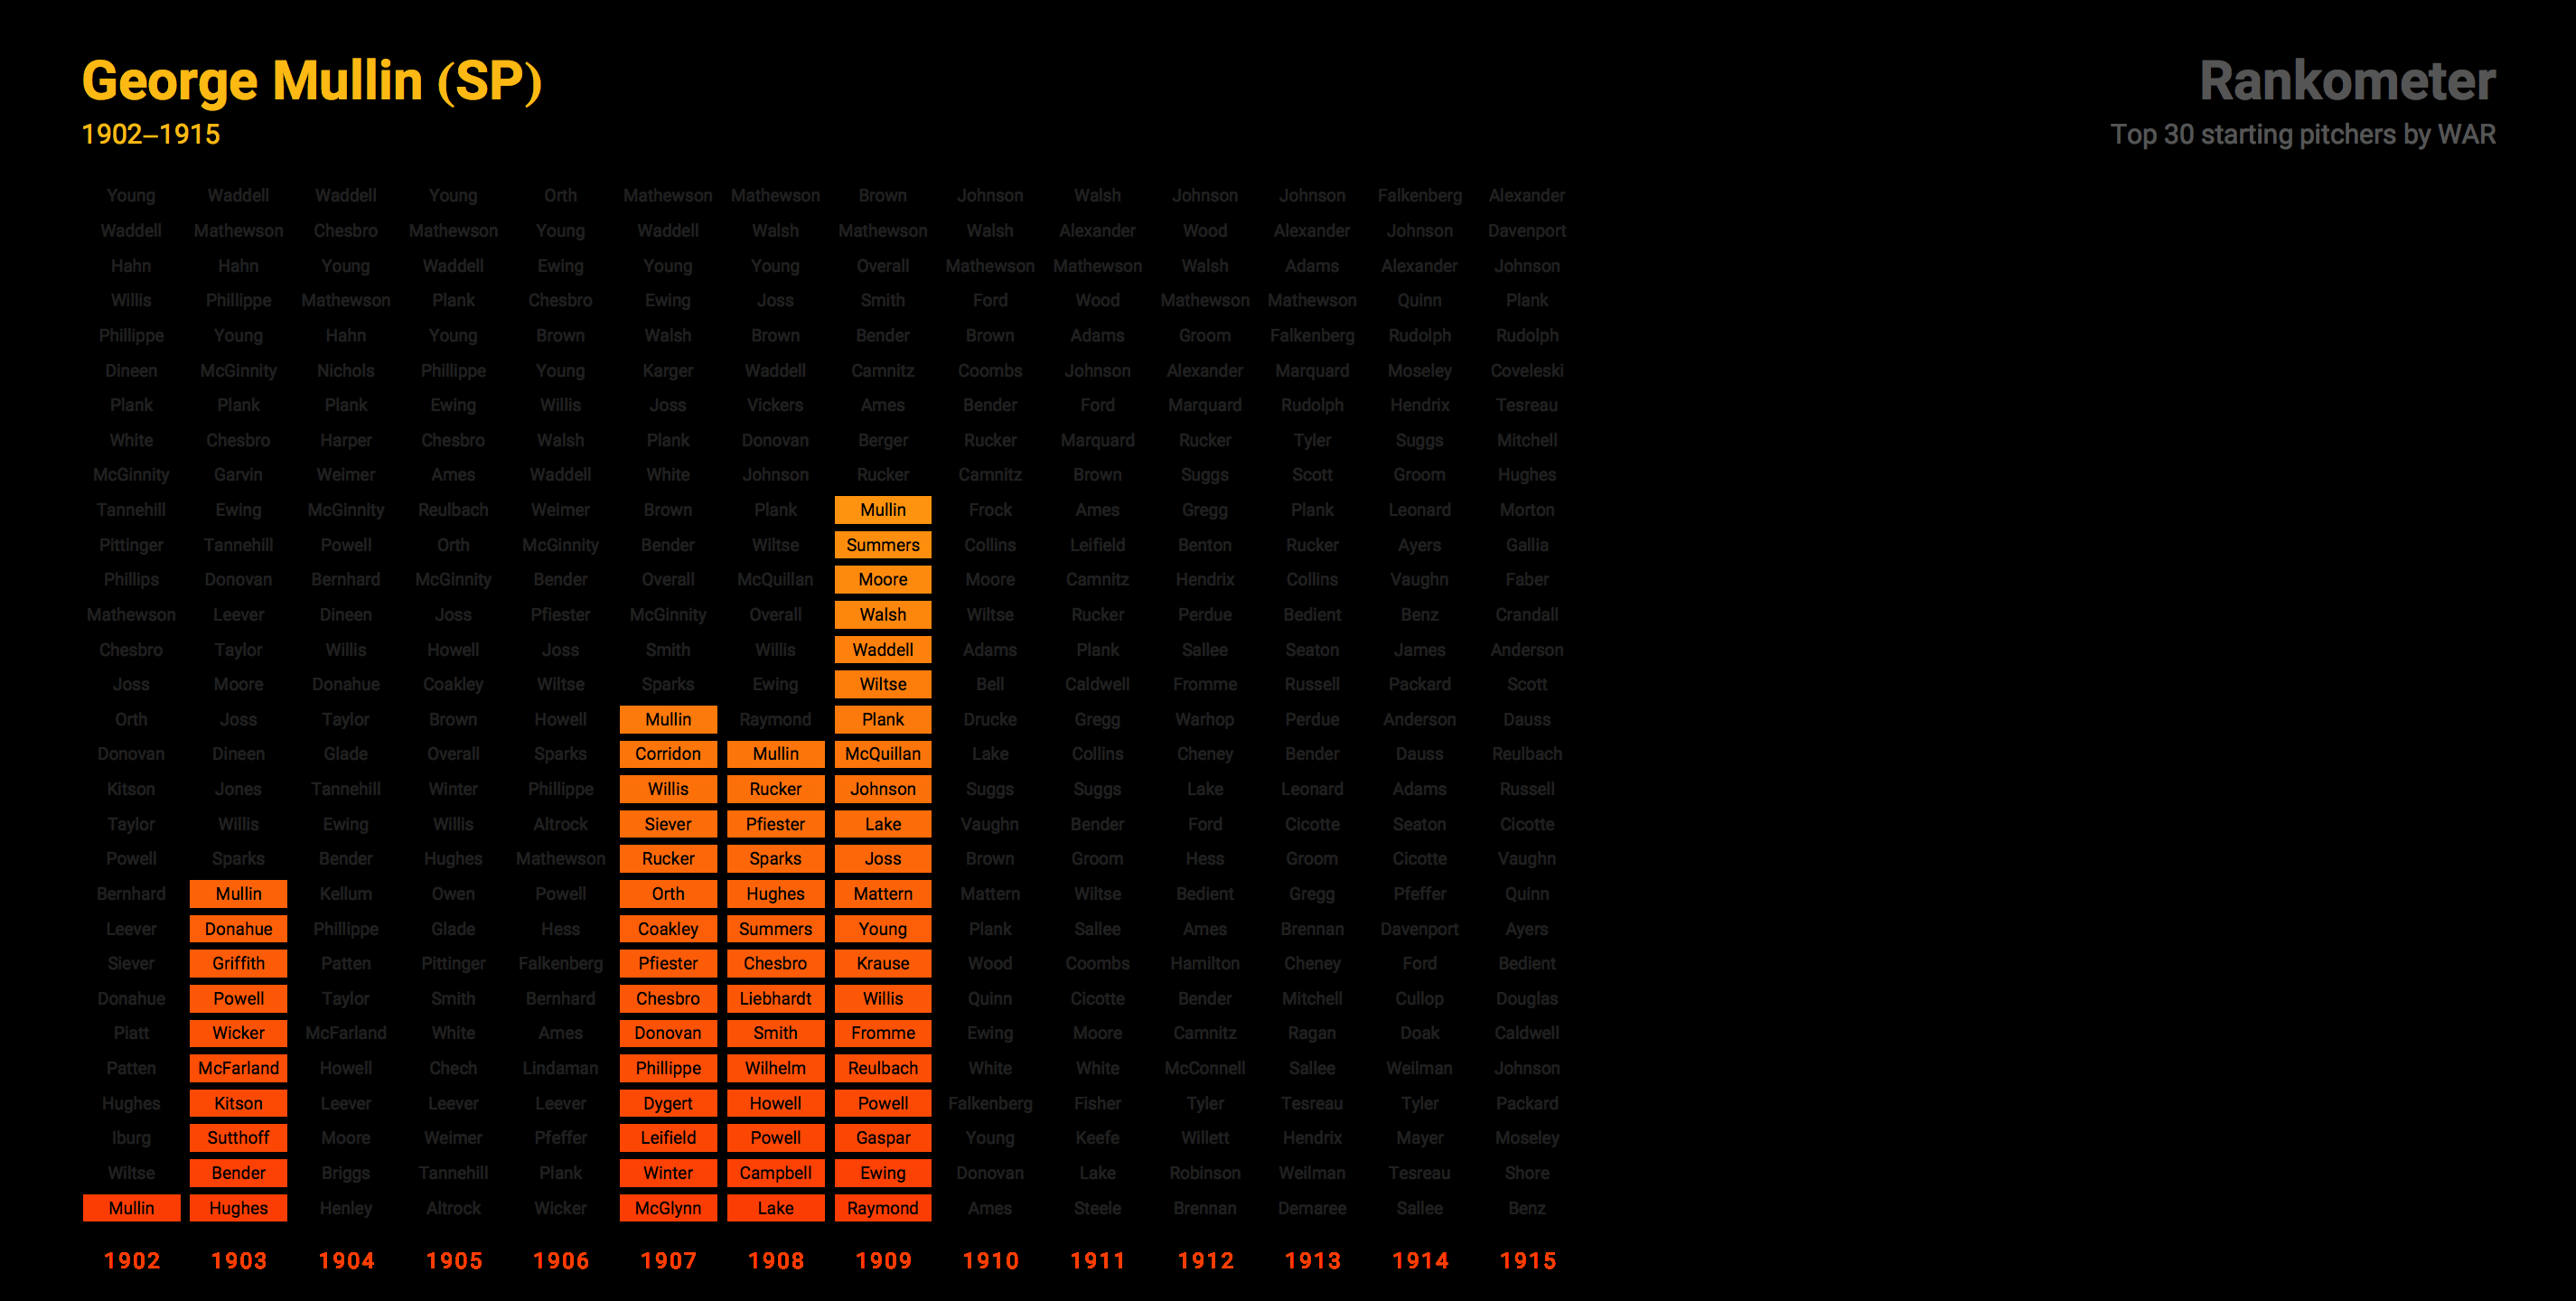 George Mullin (SP)
1902–1915
Rankometer
Top 30 starting pitchers by WAR
Young Waddell Waddell Young Orth Mathewson Mathewson Brown Johnson Walsh Johnson Johnson Falkenberg Alexander
Waddell Mathewson Chesbro Mathewson Young Waddell Walsh Mathewson Walsh Alexander Wood Alexander Johnson Davenport
Hahn Hahn Young Waddell Ewing Young Young Overall Mathewson Mathewson Walsh Adams Alexander Johnson
Willis Phillippe Mathewson Plank Chesbro Ewing Joss Smith Ford Wood Mathewson Mathewson Quinn Plank
Phillippe Young Hahn Young Brown Walsh Brown Bender Brown Adams Groom Falkenberg Rudolph Rudolph
Dineen McGinnity Nichols Phillippe Young Karger Waddell Camnitz Coombs Johnson Alexander Marquard Moseley Coveleski
Plank Plank Plank Ewing Willis Joss Vickers Ames Bender Ford Marquard Rudolph Hendrix Tesreau
White Chesbro Harper Chesbro Walsh Plank Donovan Berger Rucker Marquard Rucker Tyler Suggs Mitchell
McGinnity Garvin Weimer Ames Waddell White Johnson Rucker Camnitz Brown Suggs Scott Groom Hughes
Tannehill Ewing McGinnity Reulbach Weimer Brown Plank Mullin Frock Ames Gregg Plank Leonard Morton
Pittinger Tannehill Powell Orth McGinnity Bender Wiltse Summers Collins Leifield Benton Rucker Ayers Gallia
Phillips Donovan Bernhard McGinnity Bender Overall McQuillan Moore Moore Camnitz Hendrix Collins Vaughn Faber
Mathewson Leever Dineen Joss Pfiester McGinnity Overall Walsh Wiltse Rucker Perdue Bedient Benz Crandall
Chesbro Taylor Willis Howell Joss Smith Willis Waddell Adams Plank Sallee Seaton James Anderson
Joss Moore Donahue Coakley Wiltse Sparks Ewing Wiltse Bell Caldwell Fromme Russell Packard Scott
Orth Joss Taylor Brown Howell Mullin Raymond Plank Drucke Gregg Warhop Perdue Anderson Dauss
Donovan Dineen Glade Overall Sparks Corridon Mullin McQuillan Lake Collins Cheney Bender Dauss Reulbach
Kitson Jones Tannehill Winter Phillippe Willis Rucker Johnson Suggs Suggs Lake Leonard Adams Russell
Taylor Willis Ewing Willis Altrock Siever Pfiester Lake Vaughn Bender Ford Cicotte Seaton Cicotte
Powell Sparks Bender Hughes Mathewson Rucker Sparks Joss Brown Groom Hess Groom Cicotte Vaughn
Bernhard Mullin Kellum Owen Powell Orth Hughes Mattern Mattern Wiltse Bedient Gregg Pfeffer Quinn
Leever Donahue Phillippe Glade Hess Coakley Summers Young Plank Sallee Ames Brennan Davenport Ayers
Siever Griffith Patten Pittinger Falkenberg Pfiester Chesbro Krause Wood Coombs Hamilton Cheney Ford Bedient
Donahue Powell Taylor Smith Bernhard Chesbro Liebhardt Willis Quinn Cicotte Bender Mitchell Cullop Douglas
Piatt Wicker McFarland White Ames Donovan Smith Fromme Ewing Moore Camnitz Ragan Doak Caldwell
Patten McFarland Howell Chech Lindaman Phillippe Wilhelm Reulbach White White McConnell Sallee Weilman Johnson
Hughes Kitson Leever Leever Leever Dygert Howell Powell Falkenberg Fisher Tyler Tesreau Tyler Packard
Iburg Sutthoff Moore Weimer Pfeffer Leifield Powell Gaspar Young Keefe Willett Hendrix Mayer Moseley
Wiltse Bender Briggs Tannehill Plank Winter Campbell Ewing Donovan Lake Robinson Weilman Tesreau Shore
Mullin Hughes Henley Altrock Wicker McGlynn Lake Raymond Ames Steele Brennan Demaree Sallee Benz
1902 1903 1904 1905 1906 1907 1908 1909 1910 1911 1912 1913 1914 1915